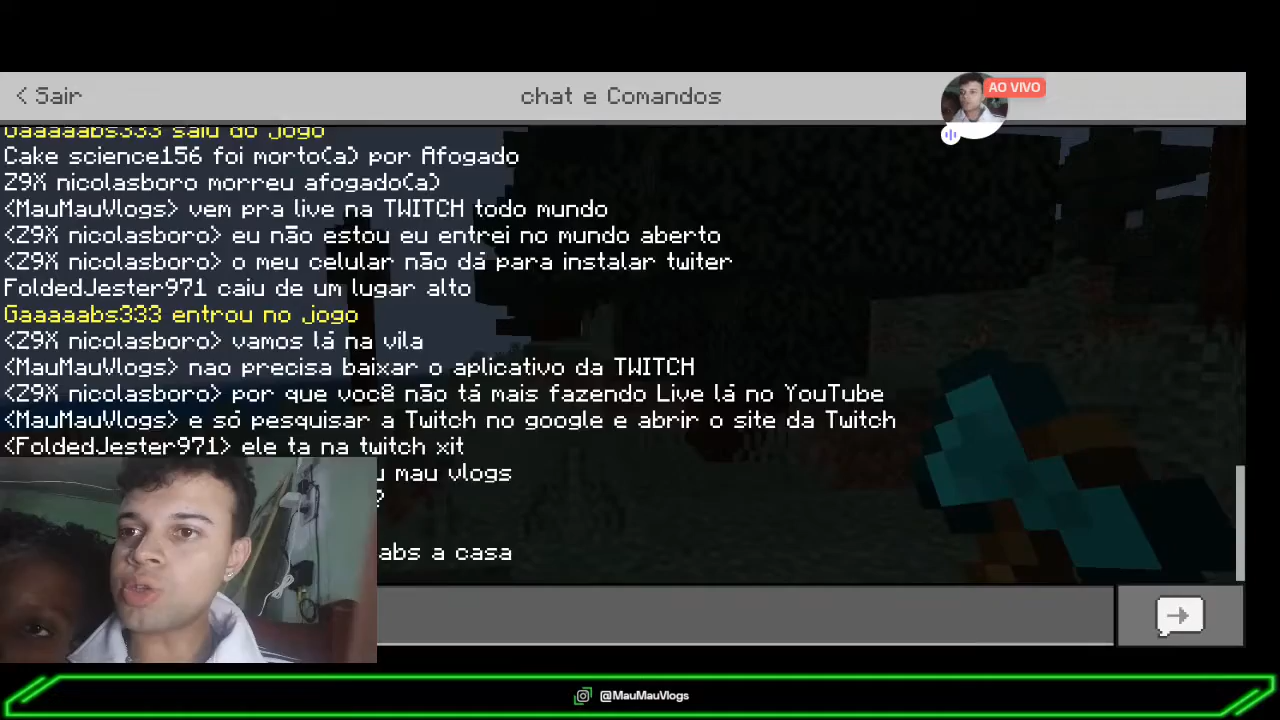 < Sair
chat e Comandos
AO VIVO
Gaaaaabs333 saiu do jogo
Cake science156 foi morto(a) por Afogado
Z9X nicolasboro morreu afogado(a)
<MauMauVlogs> vem pra live na TWITCH todo mundo
<Z9X nicolasboro> eu não estou eu entrei no mundo aberto
<Z9X nicolasboro> o meu celular não dá para instalar twiter
FoldedJester971 caiu de um lugar alto
Gaaaaabs333 entrou no jogo
<Z9X nicolasboro> vamos lá na vila
<MauMauVlogs> nao precisa baixar o aplicativo da TWITCH
<Z9X nicolasboro> por que você não tá mais fazendo Live lá no YouTube
<MauMauVlogs> e só pesquisar a Twitch no google e abrir o site da Twitch
<FoldedJester971> ele ta na twitch xit
u mau vlogs
?
abs a casa
@MauMauVlogs